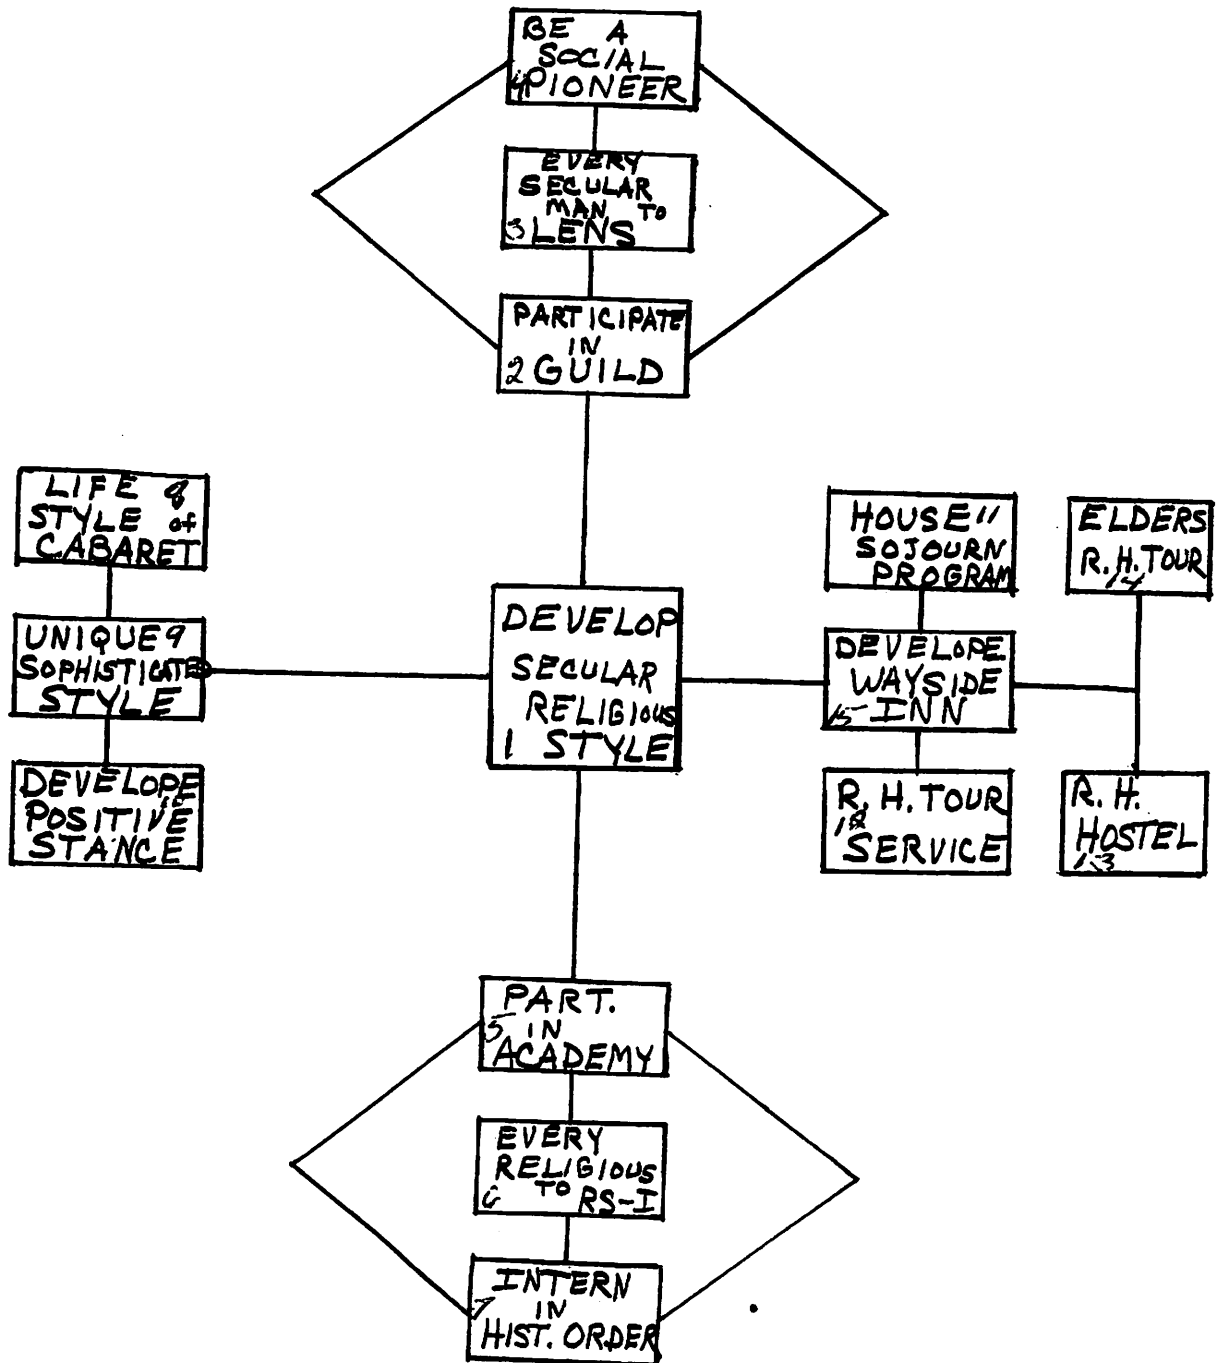 BE A
SOCIAL
4 PIONEER
EVERY
SECULAR
MAN TO
3 LENS
PARTICIPATE
IN
2 GUILD
LIFE 8
STYLE of
CABARET
UNIQUE 9
SOPHISTICATED
STYLE
DEVELOPE
10
POSITIVE
STANCE
DEVELOP
SECULAR
RELIGIOUS
1 STYLE
HOUSE 11
SOJOURN
PROGRAM
ELDERS
R. H. TOUR
14
DEVELOPE
WAYSIDE
15 INN
R. H. TOUR
12
SERVICE
R. H.
HOSTEL
13
PART.
5 IN
ACADEMY
EVERY
RELIGIOUS
6 TO RS-I
INTERN
7 IN
HIST. ORDER